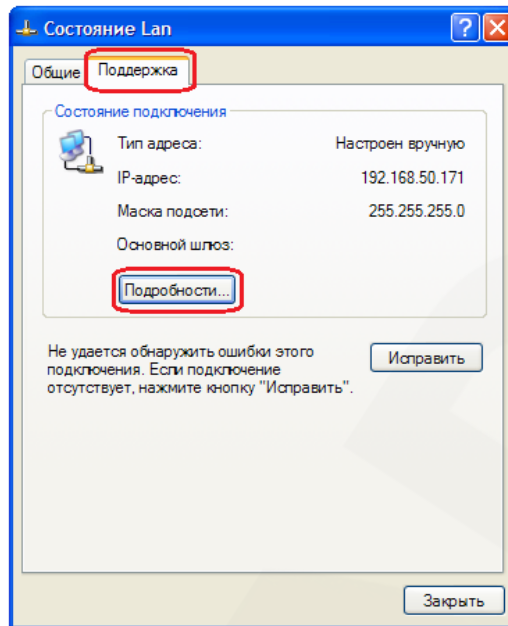 Состояние Lan
Общие Поддержка
Состояние подключения
Тип адреса: Настроен вручную
IP-адрес: 192.168.50.171
Маска подсети: 255.255.255.0
Основной шлюз:
Подробности...
Не удается обнаружить ошибки этого
подключения. Если подключение
отсутствует, нажмите кнопку "Исправить".
Исправить
Закрыть